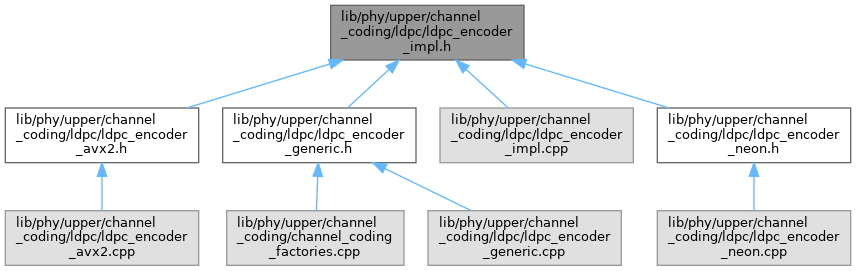 lib/phy/upper/channel
_coding/ldpc/ldpc_encoder
_impl.h
lib/phy/upper/channel
_coding/ldpc/ldpc_encoder
_avx2.h
lib/phy/upper/channel
_coding/ldpc/ldpc_encoder
_generic.h
lib/phy/upper/channel
_coding/ldpc/ldpc_encoder
_impl.cpp
lib/phy/upper/channel
_coding/ldpc/ldpc_encoder
_neon.h
lib/phy/upper/channel
_coding/ldpc/ldpc_encoder
_avx2.cpp
lib/phy/upper/channel
_coding/channel_coding
_factories.cpp
lib/phy/upper/channel
_coding/ldpc/ldpc_encoder
_generic.cpp
lib/phy/upper/channel
_coding/ldpc/ldpc_encoder
_neon.cpp